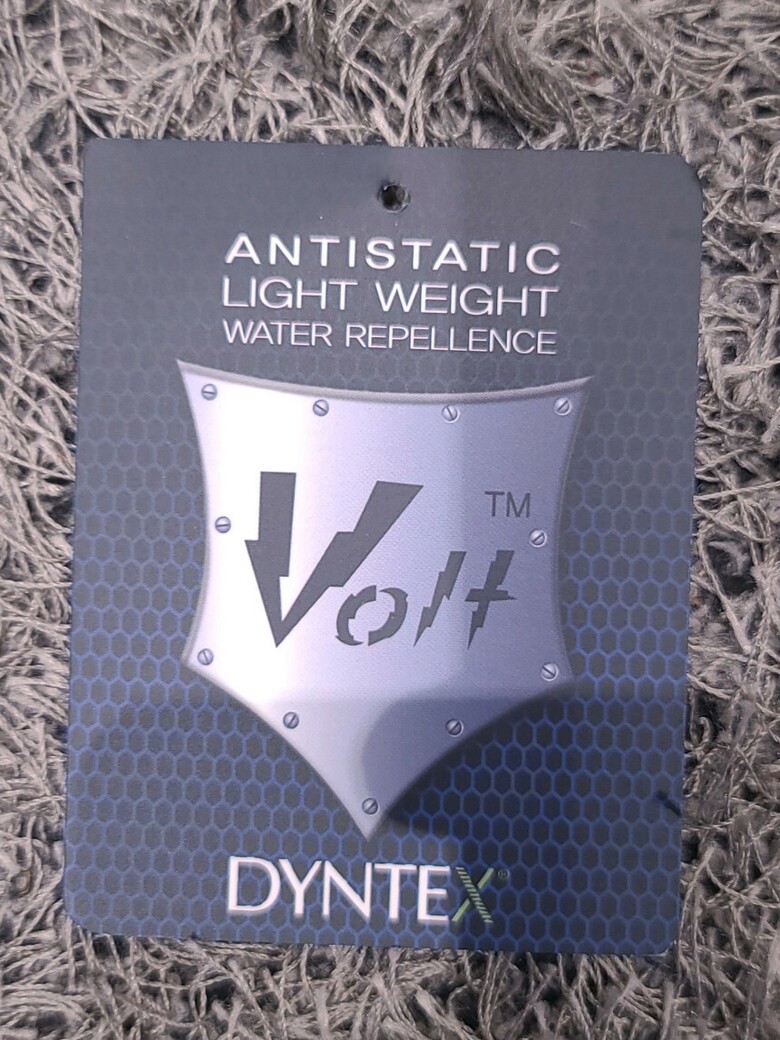 ANTISTATIC
LIGHT WEIGHT
WATER REPELLENCE
Volt ™
DYNTEX®